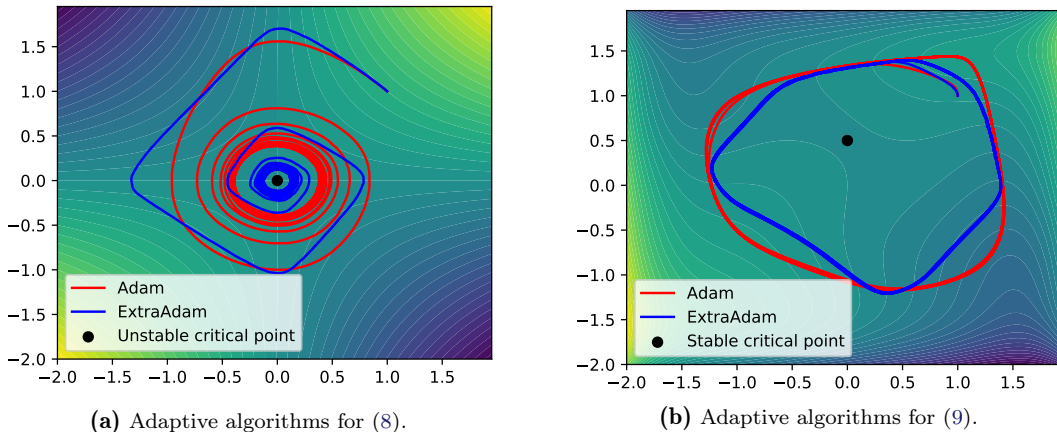 1.5
1.0
0.5
0.0
−0.5
−1.0
−1.5
−2.0
−2.0 −1.5 −1.0 −0.5 0.0 0.5 1.0 1.5
Adam
ExtraAdam
Unstable critical point
(a) Adaptive algorithms for (8).
1.5
1.0
0.5
0.0
−0.5
−1.0
−1.5
−2.0
−2.0 −1.5 −1.0 −0.5 0.0 0.5 1.0 1.5
Adam
ExtraAdam
Stable critical point
(b) Adaptive algorithms for (9).